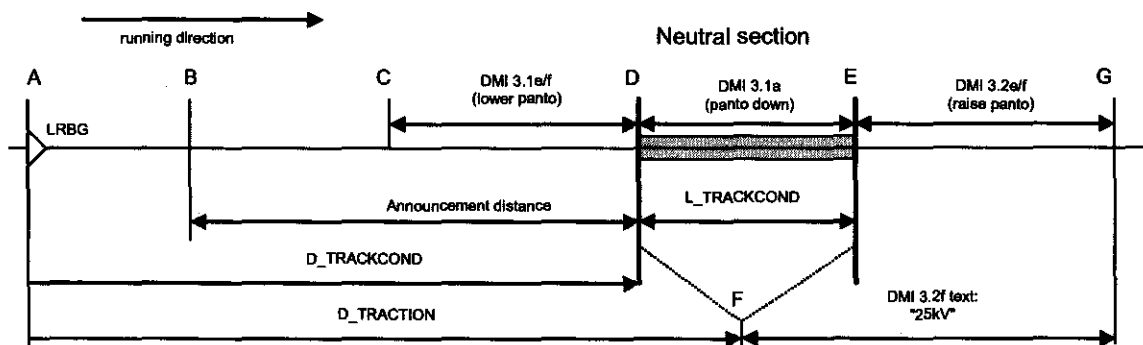 running direction
Neutral section
A
B
C
DMI 3.1e/f
(lower panto)
D
DMI 3.1a
(panto down)
E
DMI 3.2e/f
(raise panto)
G
LRBG
Announcement distance
L_TRACKCOND
D_TRACKCOND
F
DMI 3.2f text:
"25kV"
D_TRACTION